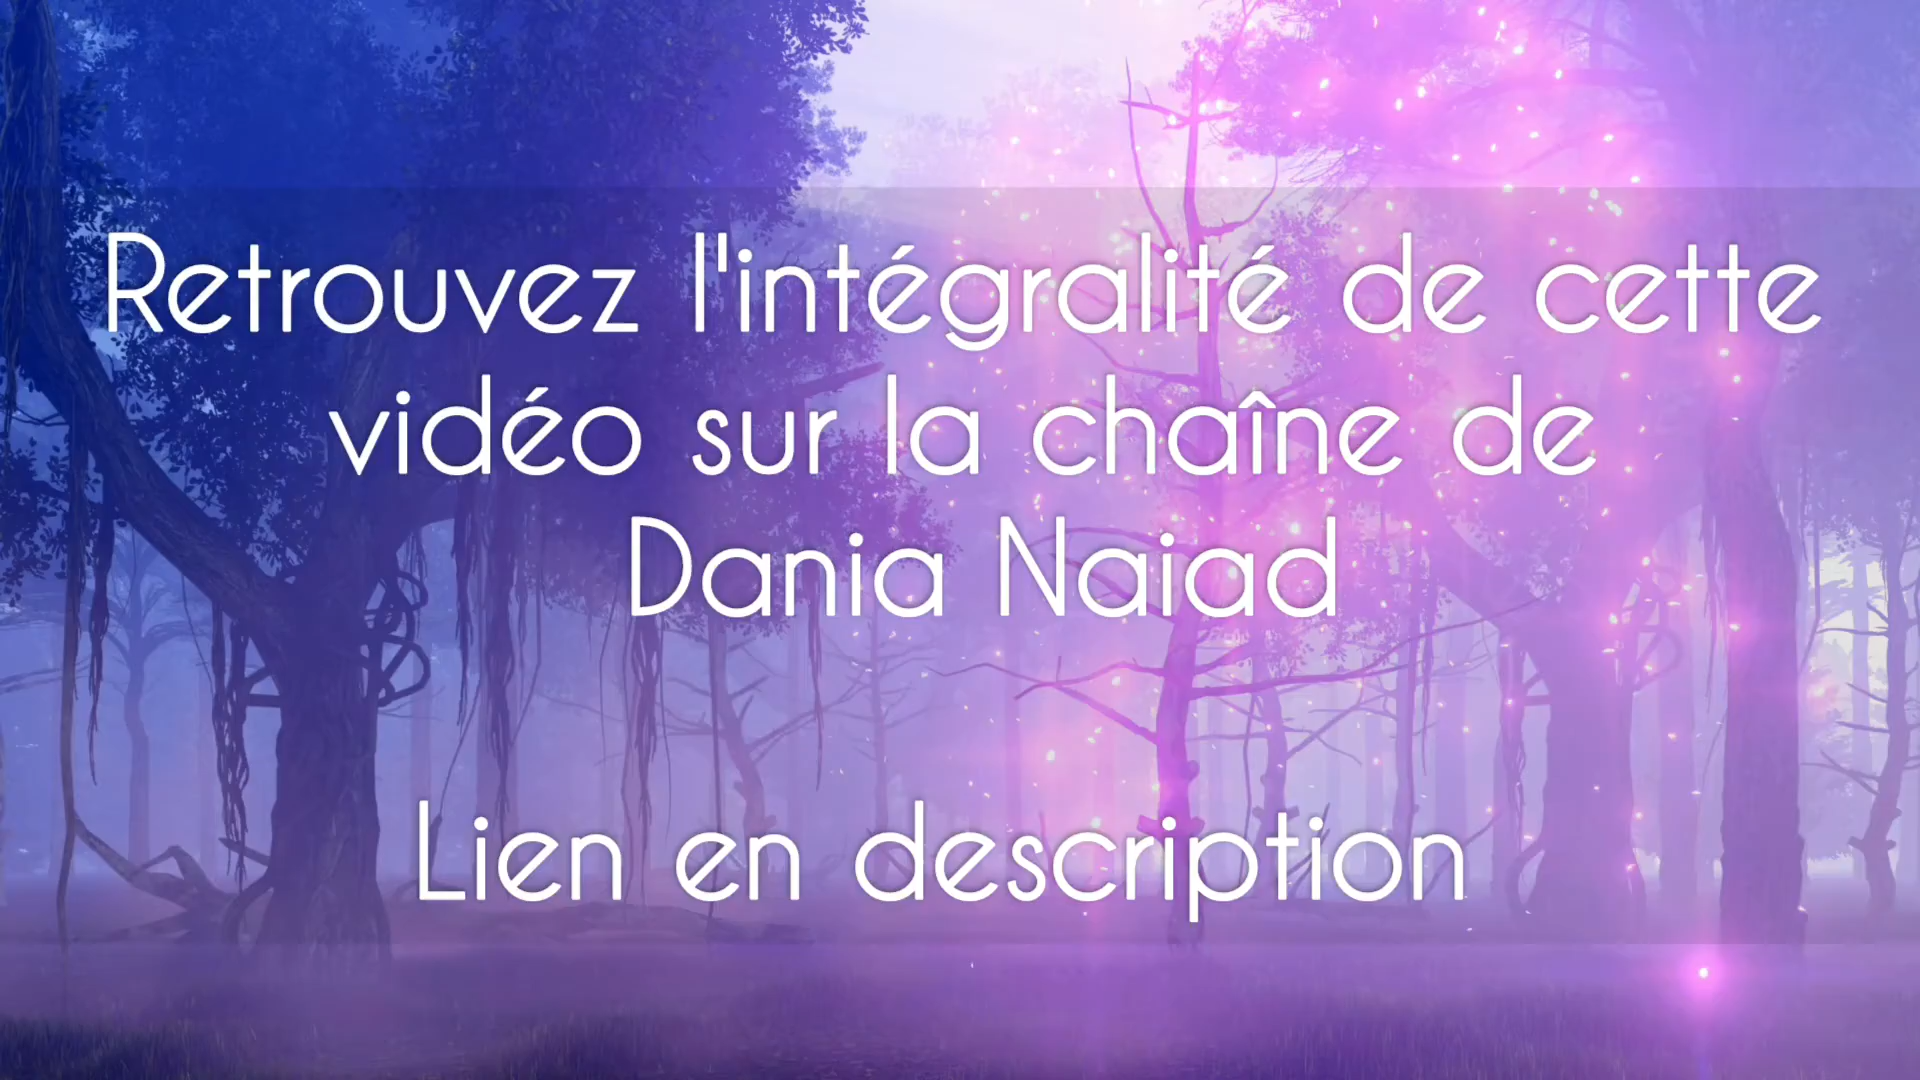 Retrouvez l'intégralité de cette
vidéo sur la chaîne de
Dania Naiad
Lien en description